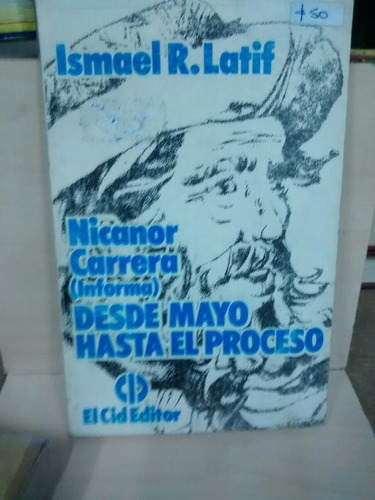 $50
Ismael R. Latif
Nicanor
Carrera
(Informa)
DESDE MAYO
HASTA EL PROCESO
El Cid Editor